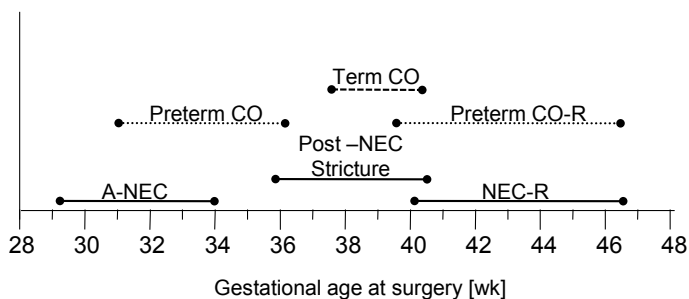 Term CO
Preterm CO Preterm CO-R
Post –NEC
Stricture
A-NEC NEC-R
28 30 32 34 36 38 40 42 44 46 48
Gestational age at surgery [wk]